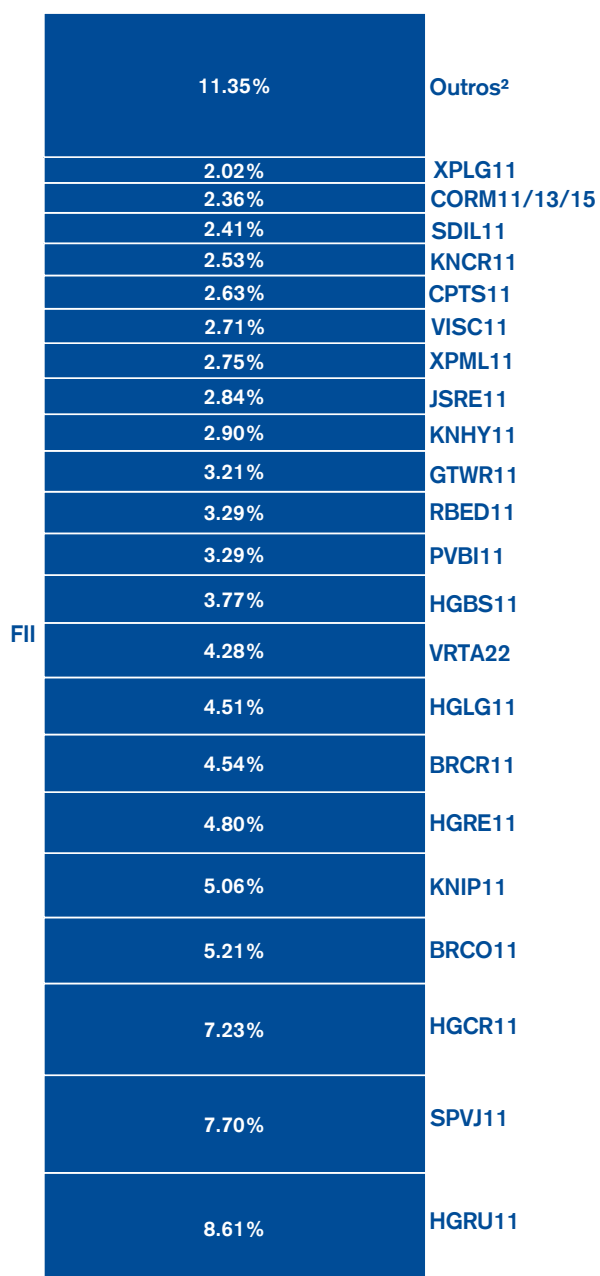 11.35% Outros²
2.02% XPLG11
2.36% CORM11/13/15
2.41% SDIL11
2.53% KNCR11
2.63% CPTS11
2.71% VISC11
2.75% XPML11
2.84% JSRE11
2.90% KNHY11
3.21% GTWR11
3.29% RBED11
3.29% PVBI11
3.77% HGBS11
FII
4.28% VRTA22
4.51% HGLG11
4.54% BRCR11
4.80% HGRE11
5.06% KNIP11
5.21% BRCO11
7.23% HGCR11
7.70% SPVJ11
8.61% HGRU11